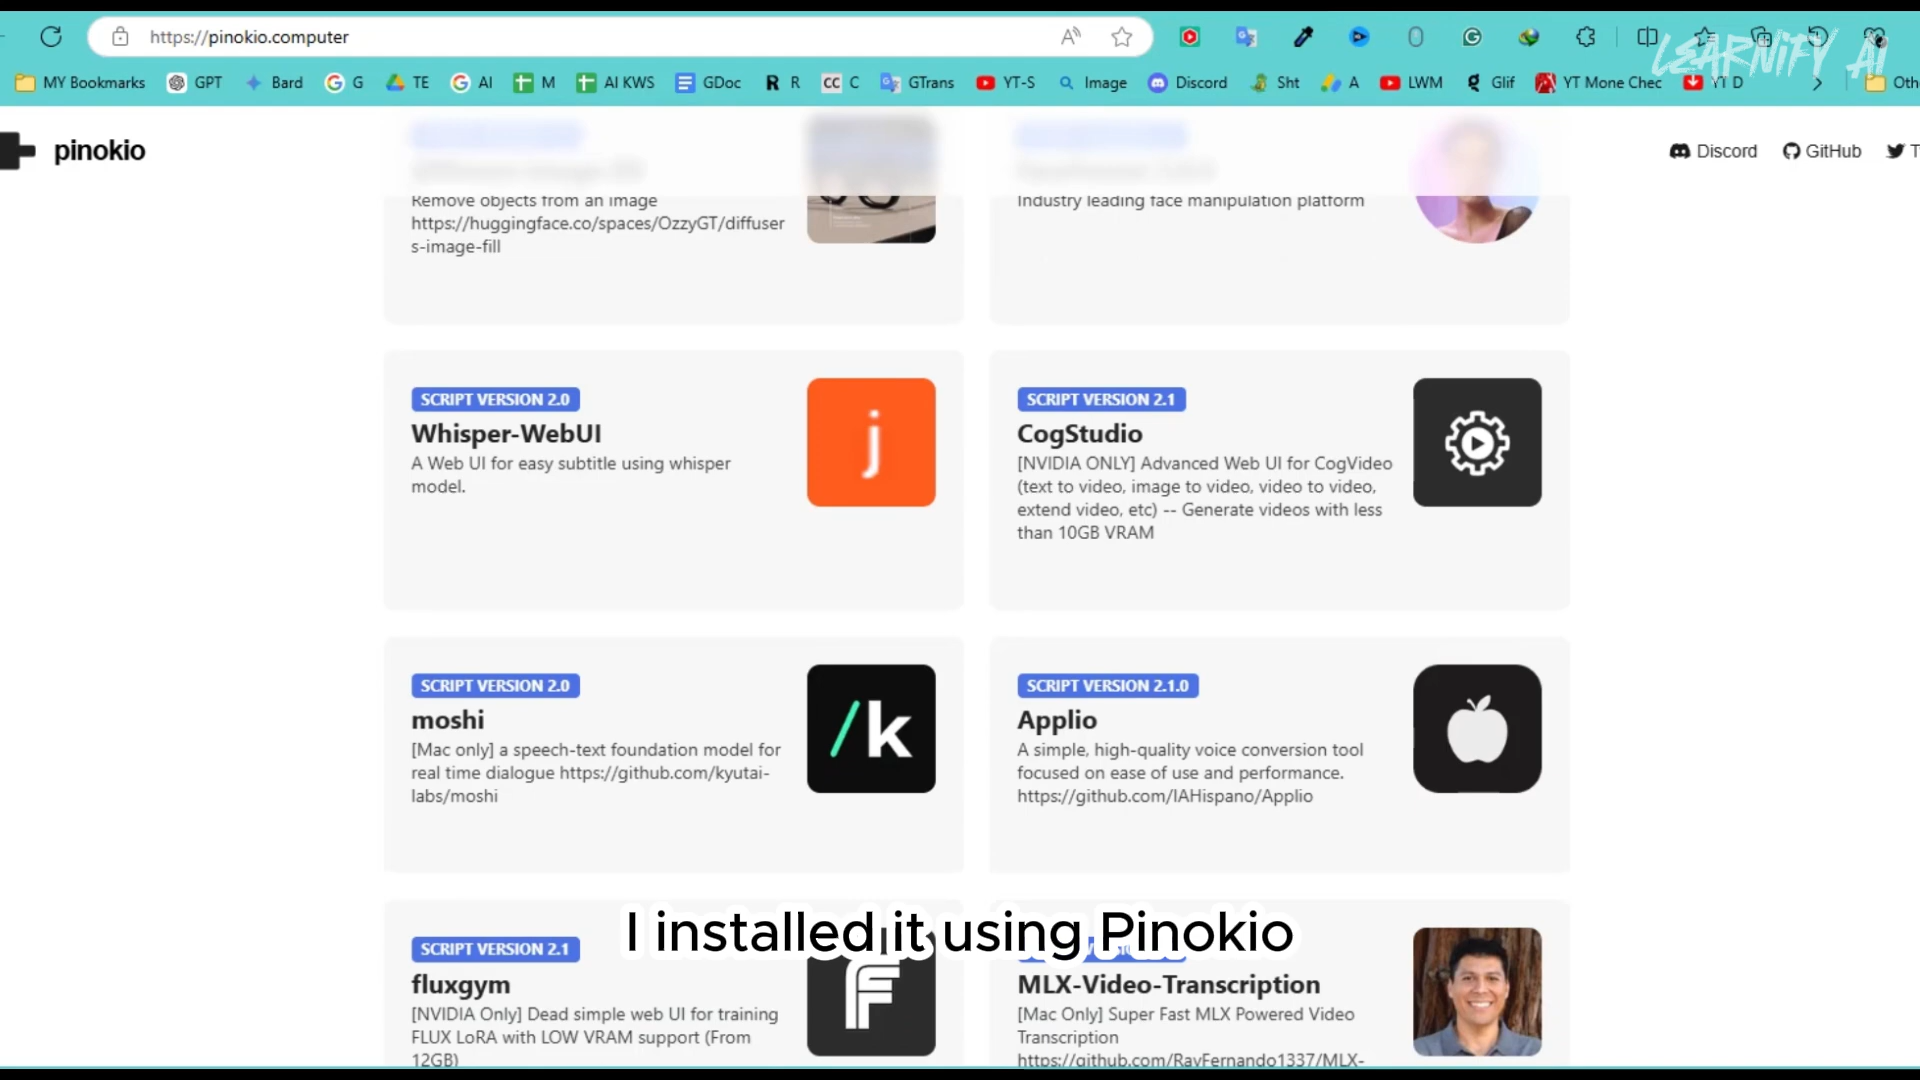 https://pinokio.computer
LEARNiFY AI
MY Bookmarks GPT Bard G TE AI M AI KWS GDoc R R CC C GTrans YT-S Image Discord Sht A LWM Glif YT Mone Chec YT D Oth
pinokio
Discord GitHub T
Remove objects from an image
https://huggingface.co/spaces/OzzyGT/diffuser
s-image-fill
Industry leading face manipulation platform
SCRIPT VERSION 2.0
Whisper-WebUI
A Web UI for easy subtitle using whisper
model.
j
SCRIPT VERSION 2.1
CogStudio
[NVIDIA ONLY] Advanced Web UI for CogVideo
(text to video, image to video, video to video,
extend video, etc) -- Generate videos with less
than 10GB VRAM
SCRIPT VERSION 2.0
moshi
[Mac only] a speech-text foundation model for
real time dialogue https://github.com/kyutai-
labs/moshi
/k
SCRIPT VERSION 2.1.0
Applio
A simple, high-quality voice conversion tool
focused on ease of use and performance.
https://github.com/IAHispano/Applio
I installed it using Pinokio
SCRIPT VERSION 2.1
fluxgym
[NVIDIA Only] Dead simple web UI for training
FLUX LoRA with LOW VRAM support (From
12GB)
F
MLX-Video-Transcription
[Mac Only] Super Fast MLX Powered Video
Transcription
https://github.com/RayFernando1337/MLX-